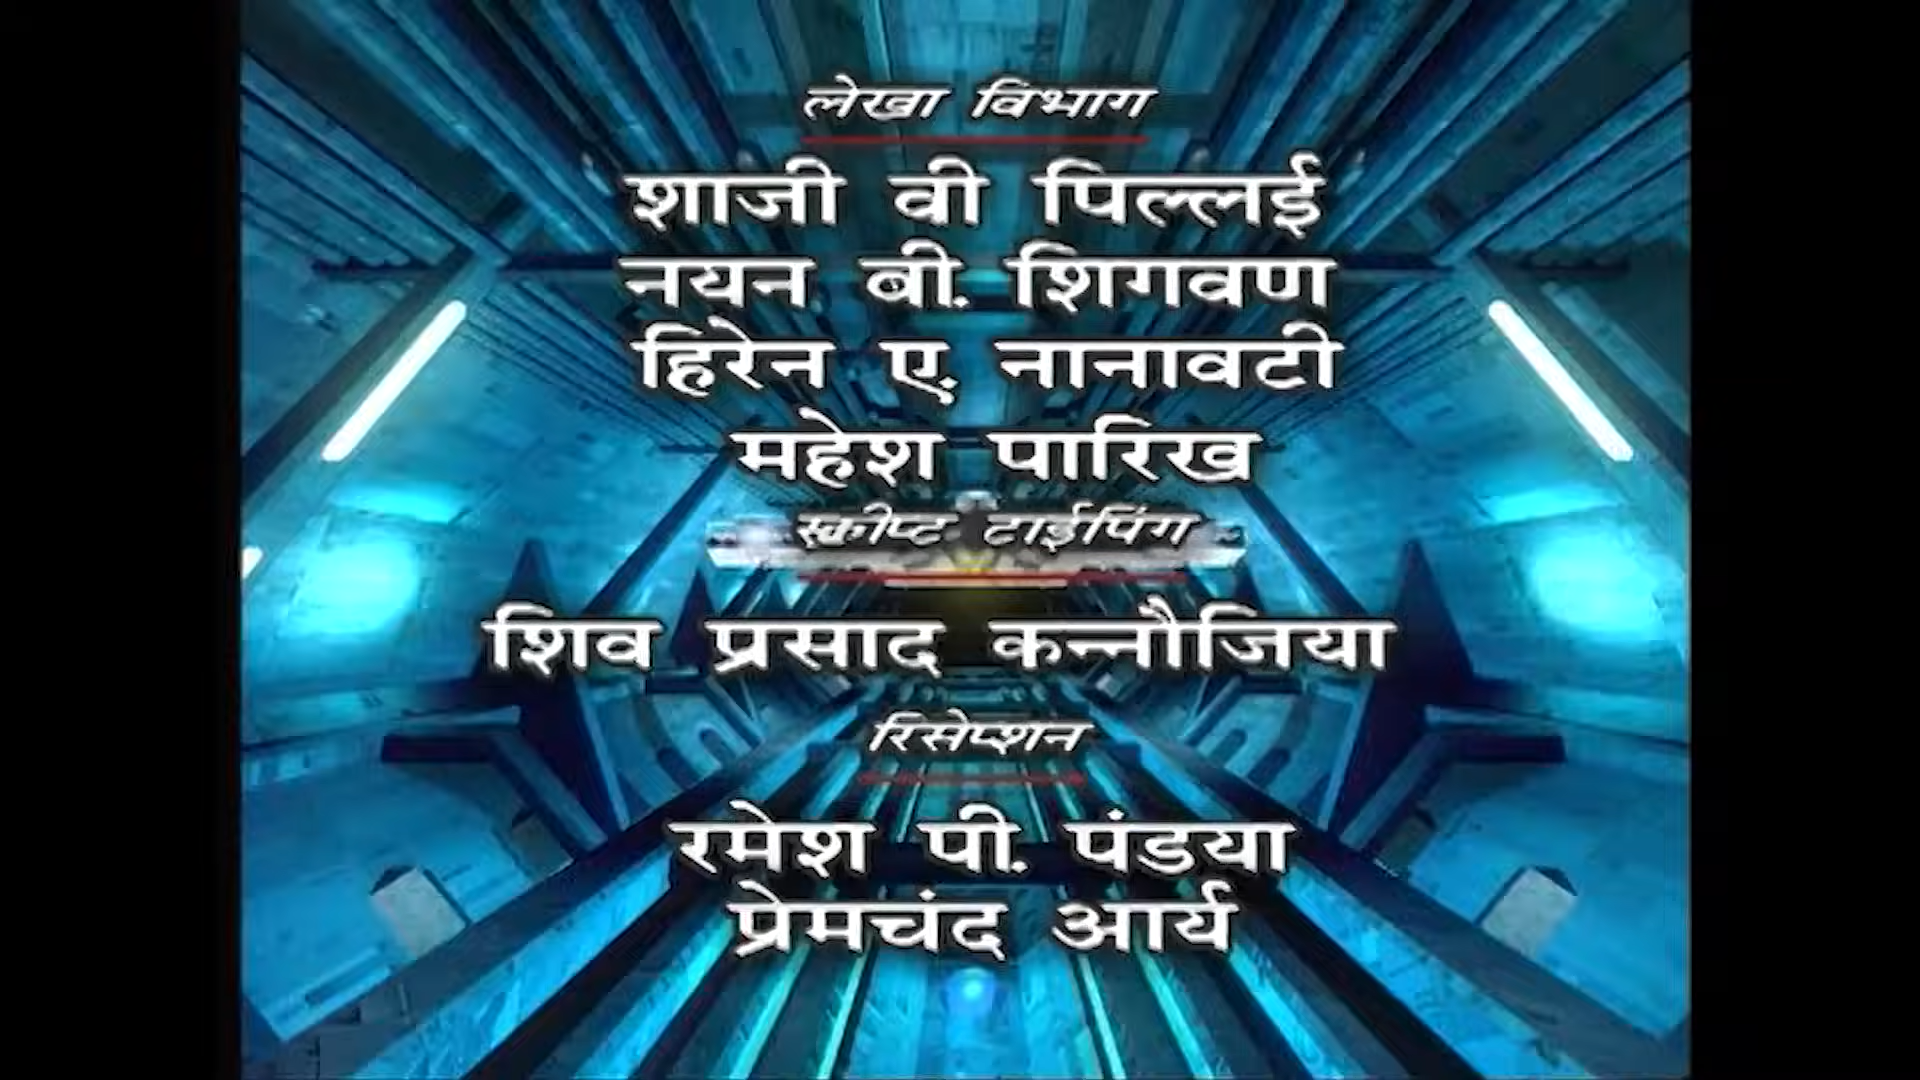 लेखा विभाग
शाजी वी पिल्लई
नयन बी. शिगवण
हिरेन ए. नानावटी
महेश पारिख
स्क्रीप्ट टाईपिंग
शिव प्रसाद कन्नौजिया
रिसेप्शन
रमेश पी. पंडया
प्रेमचंद आर्य